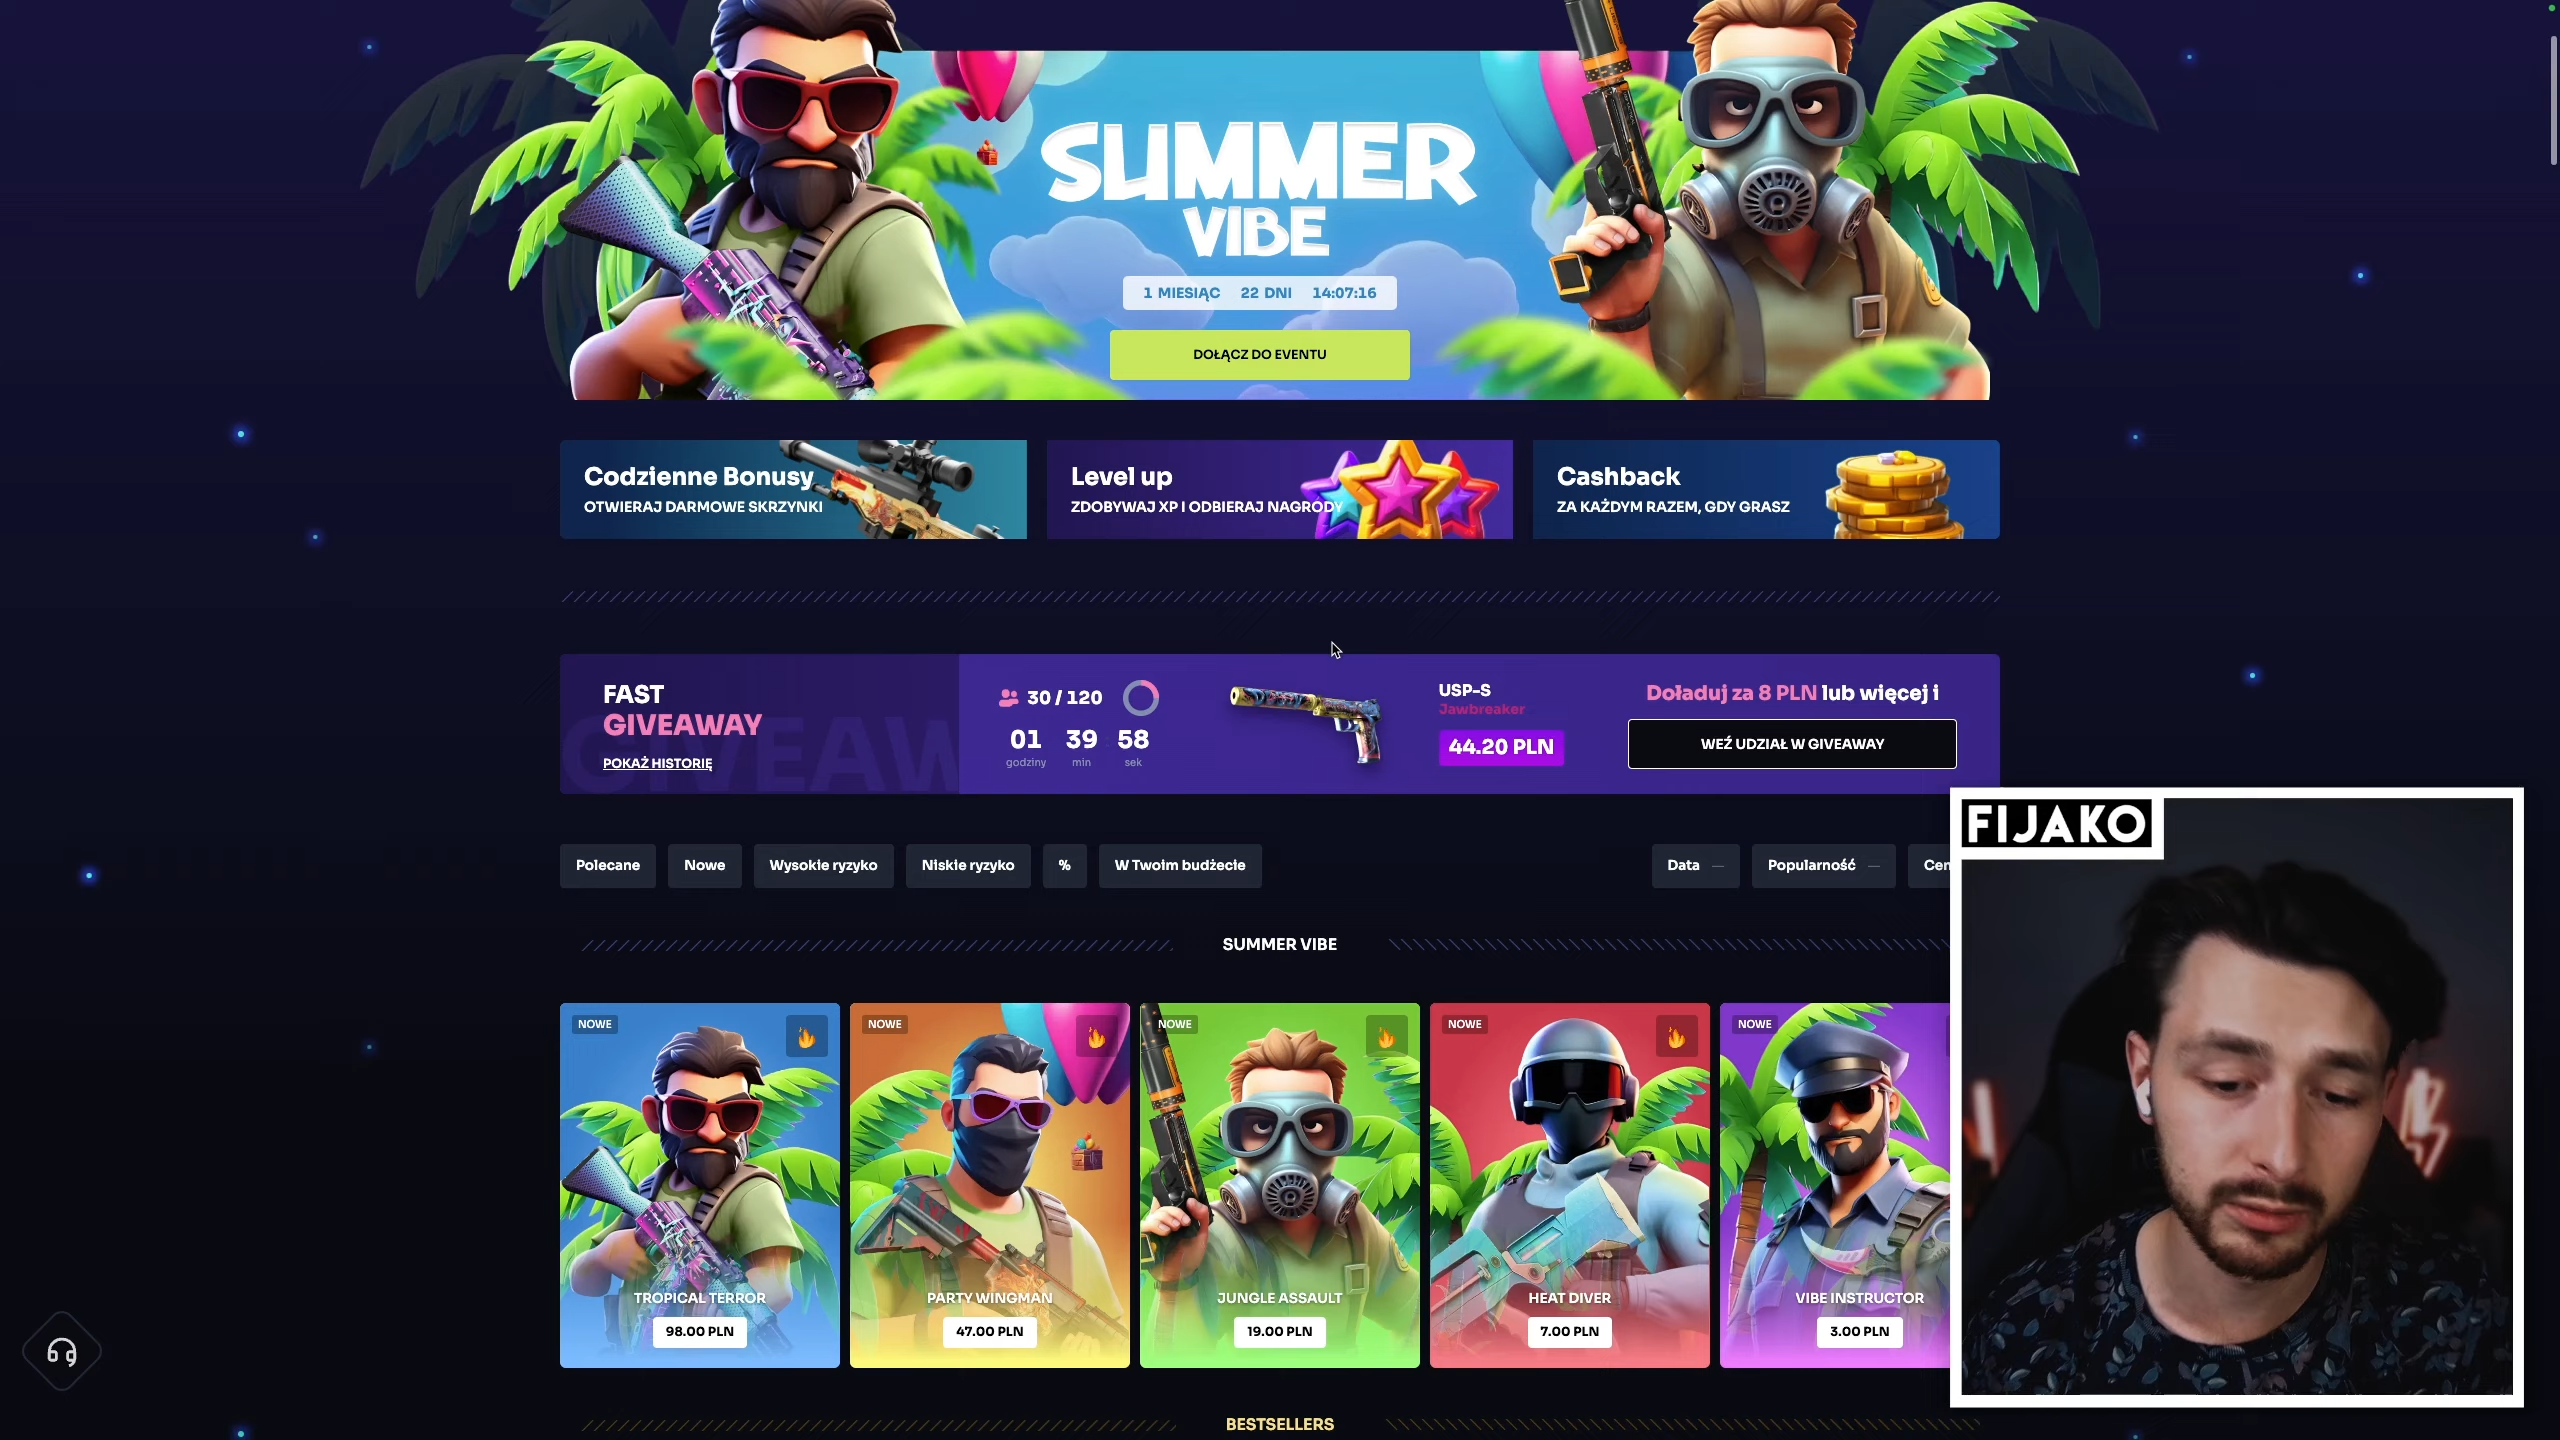 SUMMER
VIBE
1 MIESIĄC 22 DNI 14:07:16
DOŁĄCZ DO EVENTU
Codzienne Bonusy
OTWIERAJ DARMOWE SKRZYNKI
Level up
ZDOBYWAJ XP I ODBIERAJ NAGRODY
Cashback
ZA KAŻDYM RAZEM, GDY GRASZ
FAST
GIVEAWAY
POKAŻ HISTORIĘ
30 / 120
01 39 58
godziny min sek
USP-S
Jawbreaker
44.20 PLN
Doładuj za 8 PLN lub więcej i
WEŹ UDZIAŁ W GIVEAWAY
FIJAKO
Polecane Nowe Wysokie ryzyko Niskie ryzyko % W Twoim budżecie Data Popularność
SUMMER VIBE
NOWE
TROPICAL TERROR
98.00 PLN
NOWE
PARTY WINGMAN
47.00 PLN
NOWE
JUNGLE ASSAULT
19.00 PLN
NOWE
HEAT DIVER
7.00 PLN
NOWE
VIBE INSTRUCTOR
3.00 PLN
BESTSELLERS